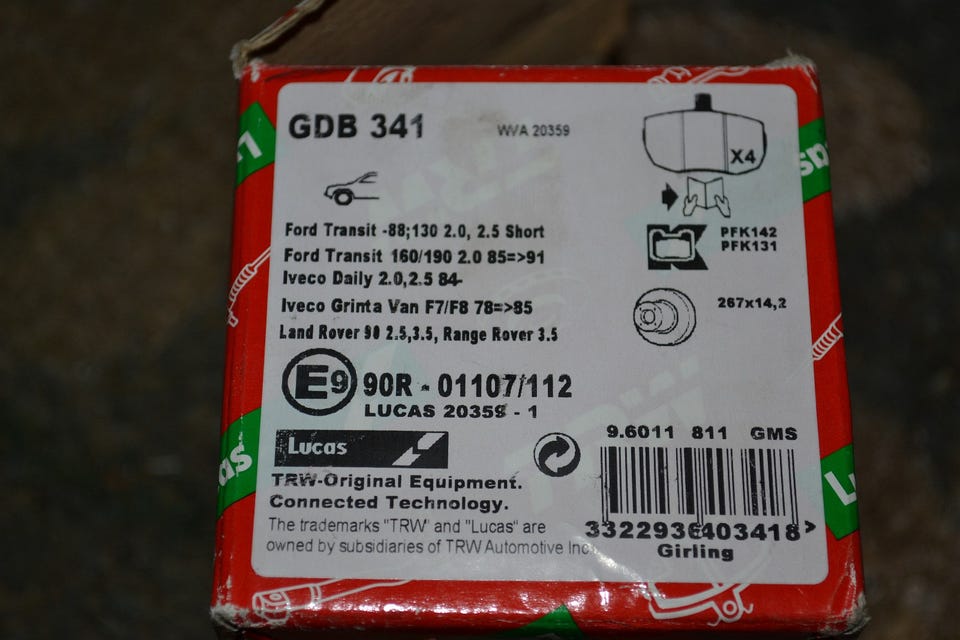 GDB 341
WVA 20359
X4
Ford Transit -88;130 2.0, 2.5 Short
Ford Transit 160/190 2.0 85=>91
Iveco Daily 2.0,2.5 84-
Iveco Grinta Van F7/F8 78=>85
Land Rover 90 2.5,3.5, Range Rover 3.5
PFK142
PFK131
267x14,2
E9 90R - 01107/112
LUCAS 20359 - 1
Lucas
TRW-Original Equipment.
Connected Technology.
The trademarks "TRW" and "Lucas" are
owned by subsidiaries of TRW Automotive Inc
9.6011 811 GMS
3322936403418>
Girling